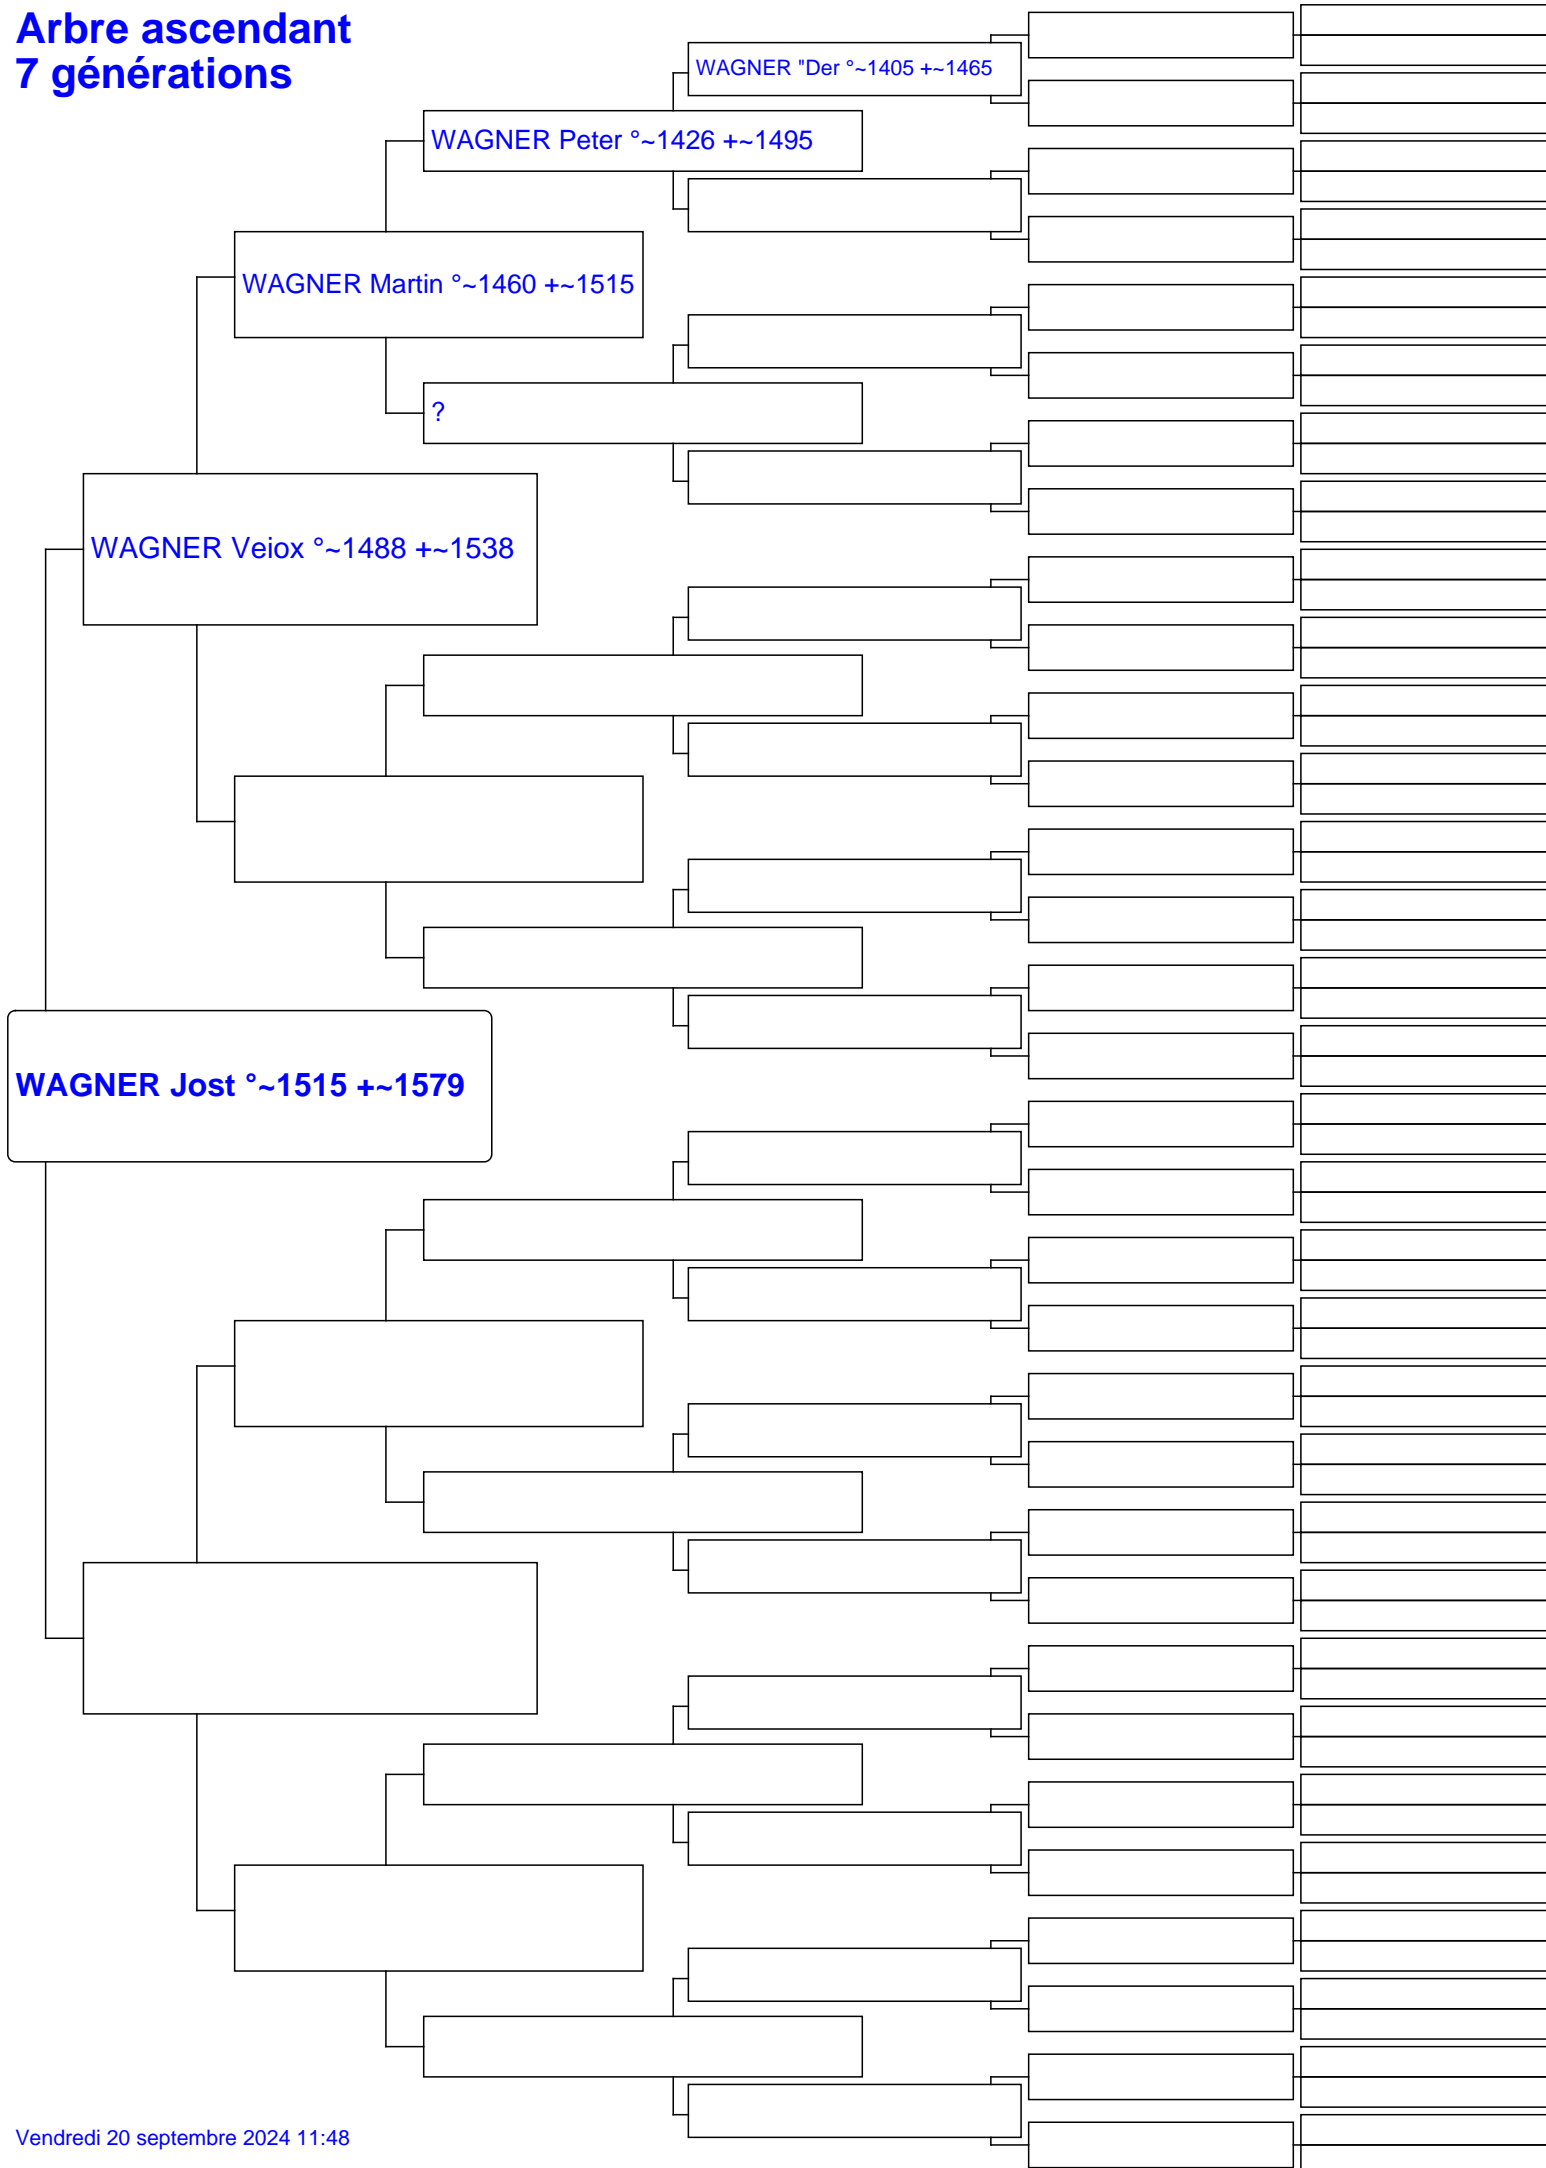 Arbre ascendant
7 générations
WAGNER "Der °~1405 +~1465
WAGNER Peter °~1426 +~1495
WAGNER Martin °~1460 +~1515
?
WAGNER Veiox °~1488 +~1538
WAGNER Jost °~1515 +~1579
Vendredi 20 septembre 2024 11:48